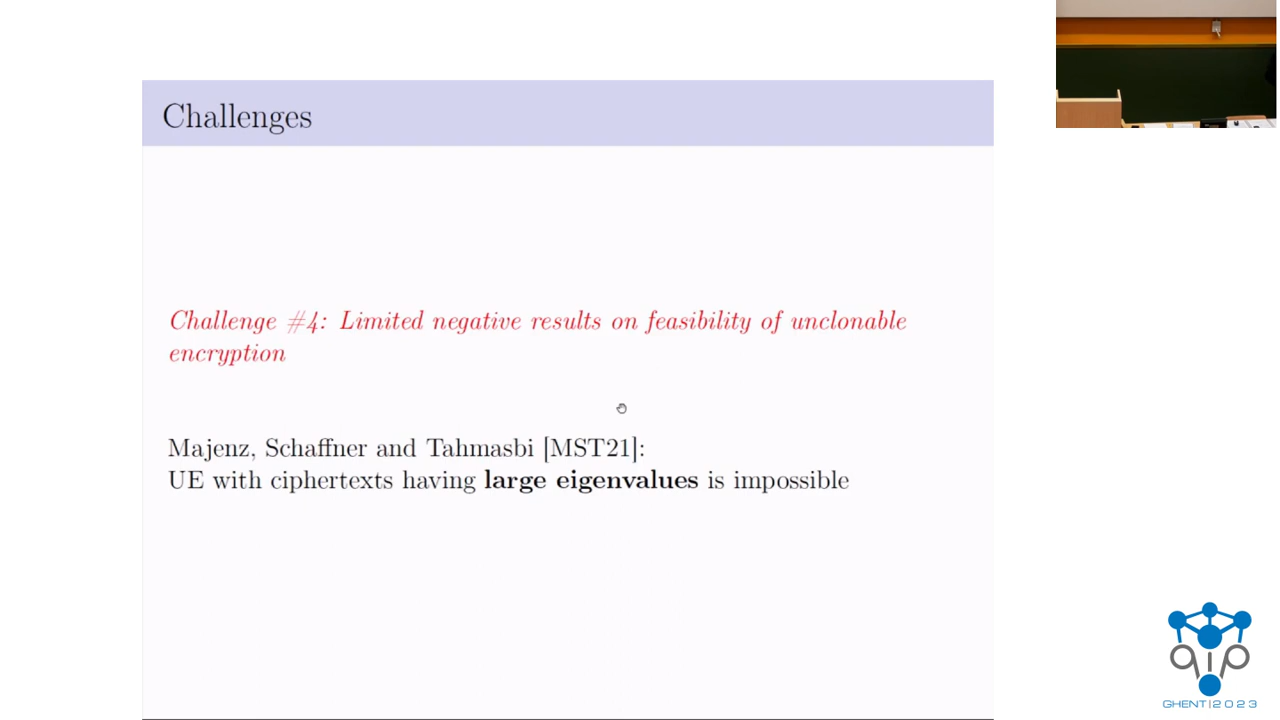 Challenges
Challenge #4: Limited negative results on feasibility of unclonable
encryption
Majenz, Schaffner and Tahmasbi [MST21]:
UE with ciphertexts having large eigenvalues is impossible
qip
GHENT|2023